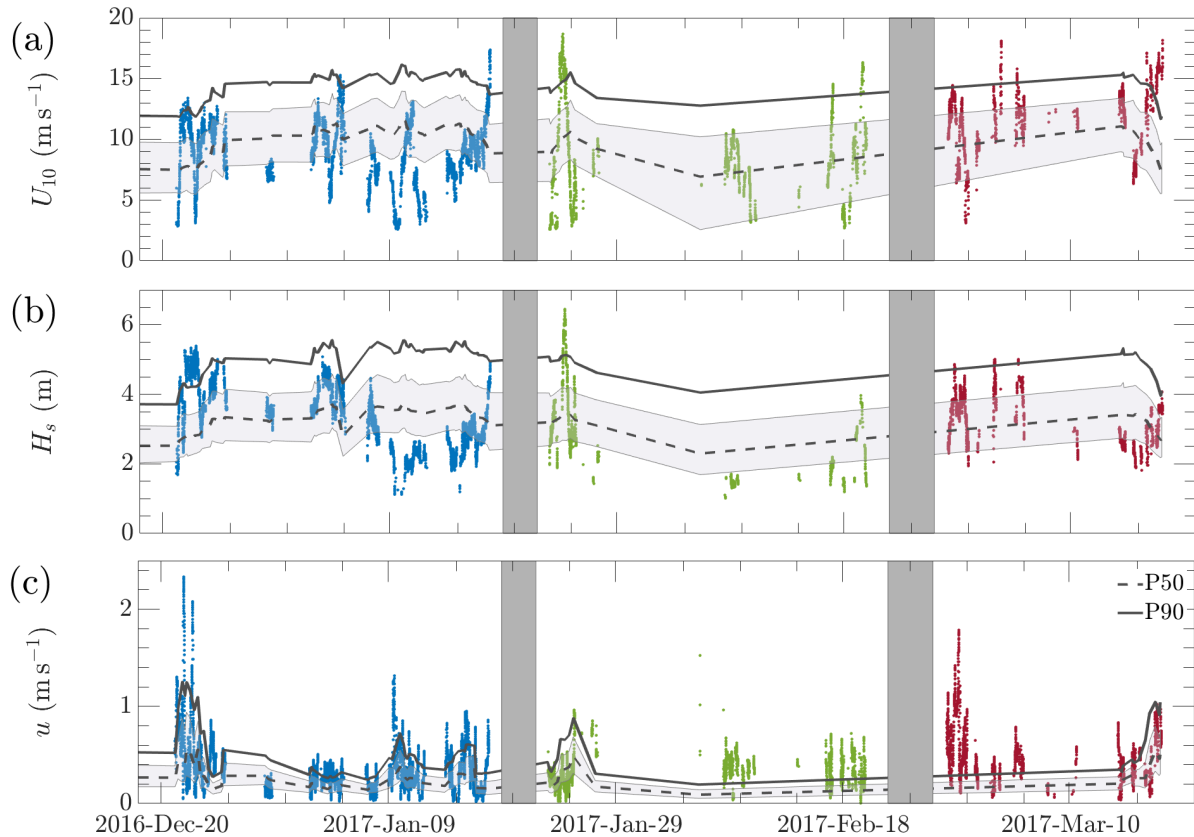 (a)
U10 (m s−1)
20
15
10
5
0
(b)
Hs (m)
6
4
2
0
(c)
u (m s−1)
2
1
0
P50
P90
2016-Dec-20 2017-Jan-09 2017-Jan-29 2017-Feb-18 2017-Mar-10